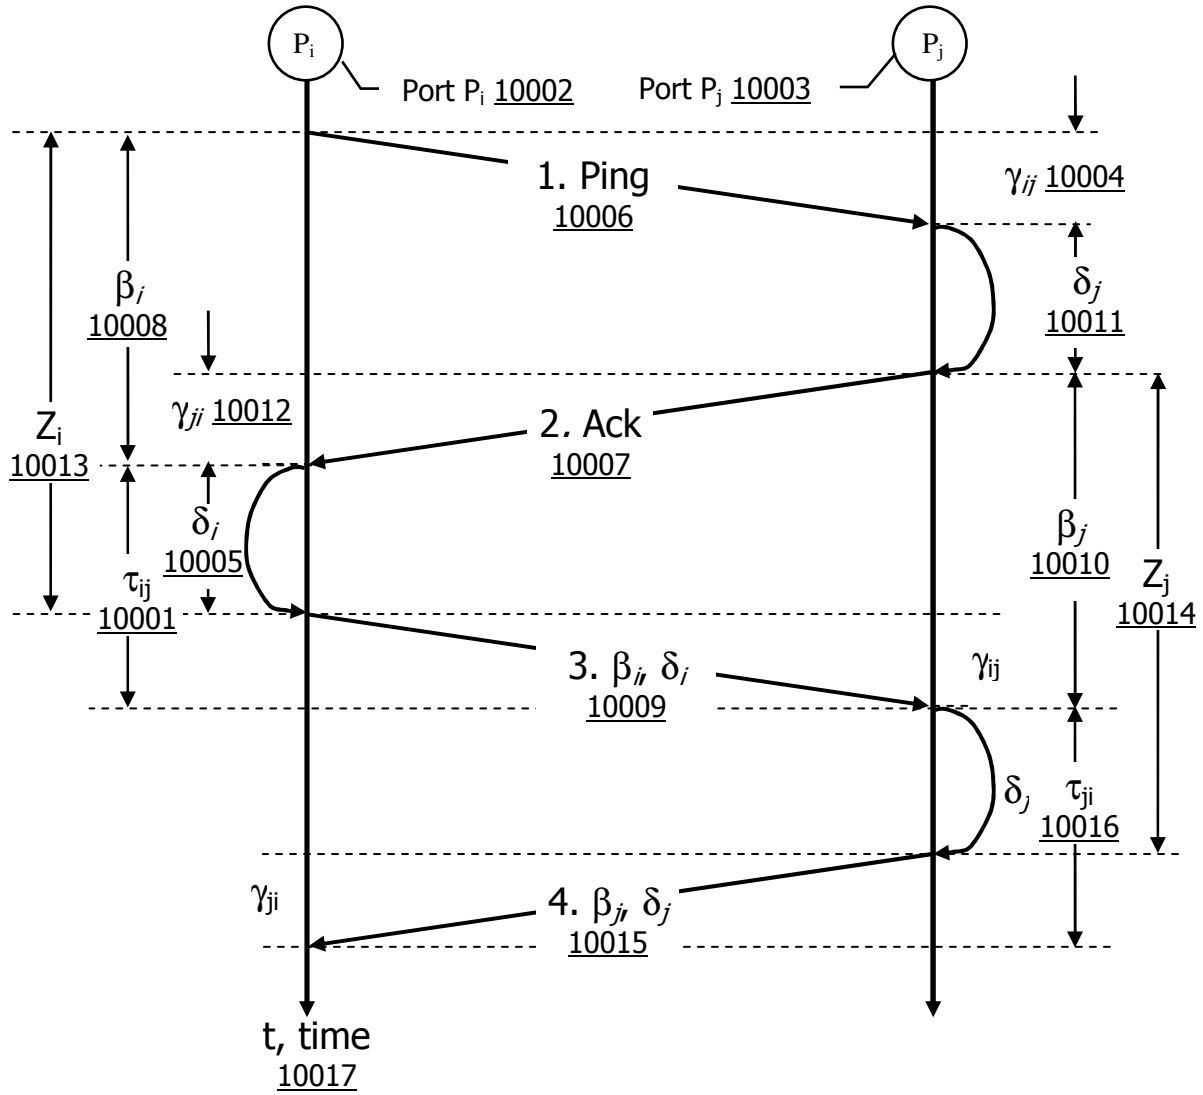 Pi
Pj
Port Pi 10002
Port Pj 10003
γij 10004
1. Ping
10006
βi
10008
δj
10011
γji 10012
2. Ack
10007
Zi
10013
δi
10005
βj
10010
τij
10001
Zj
10014
3. βi, δi
10009
γij
τji
10016
δj
γji
4. βj, δj
10015
t, time
10017